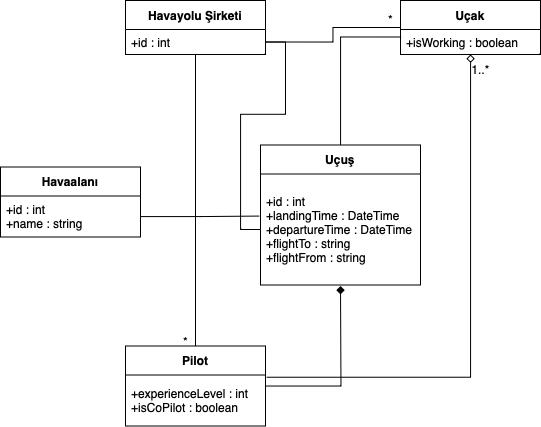 Havayolu Şirketi
+id : int
*
Uçak
+isWorking : boolean
1..*
Uçuş
+id : int
+landingTime : DateTime
+departureTime : DateTime
+flightTo : string
+flightFrom : string
Havaalanı
+id : int
+name : string
*
Pilot
+experienceLevel : int
+isCoPilot : boolean